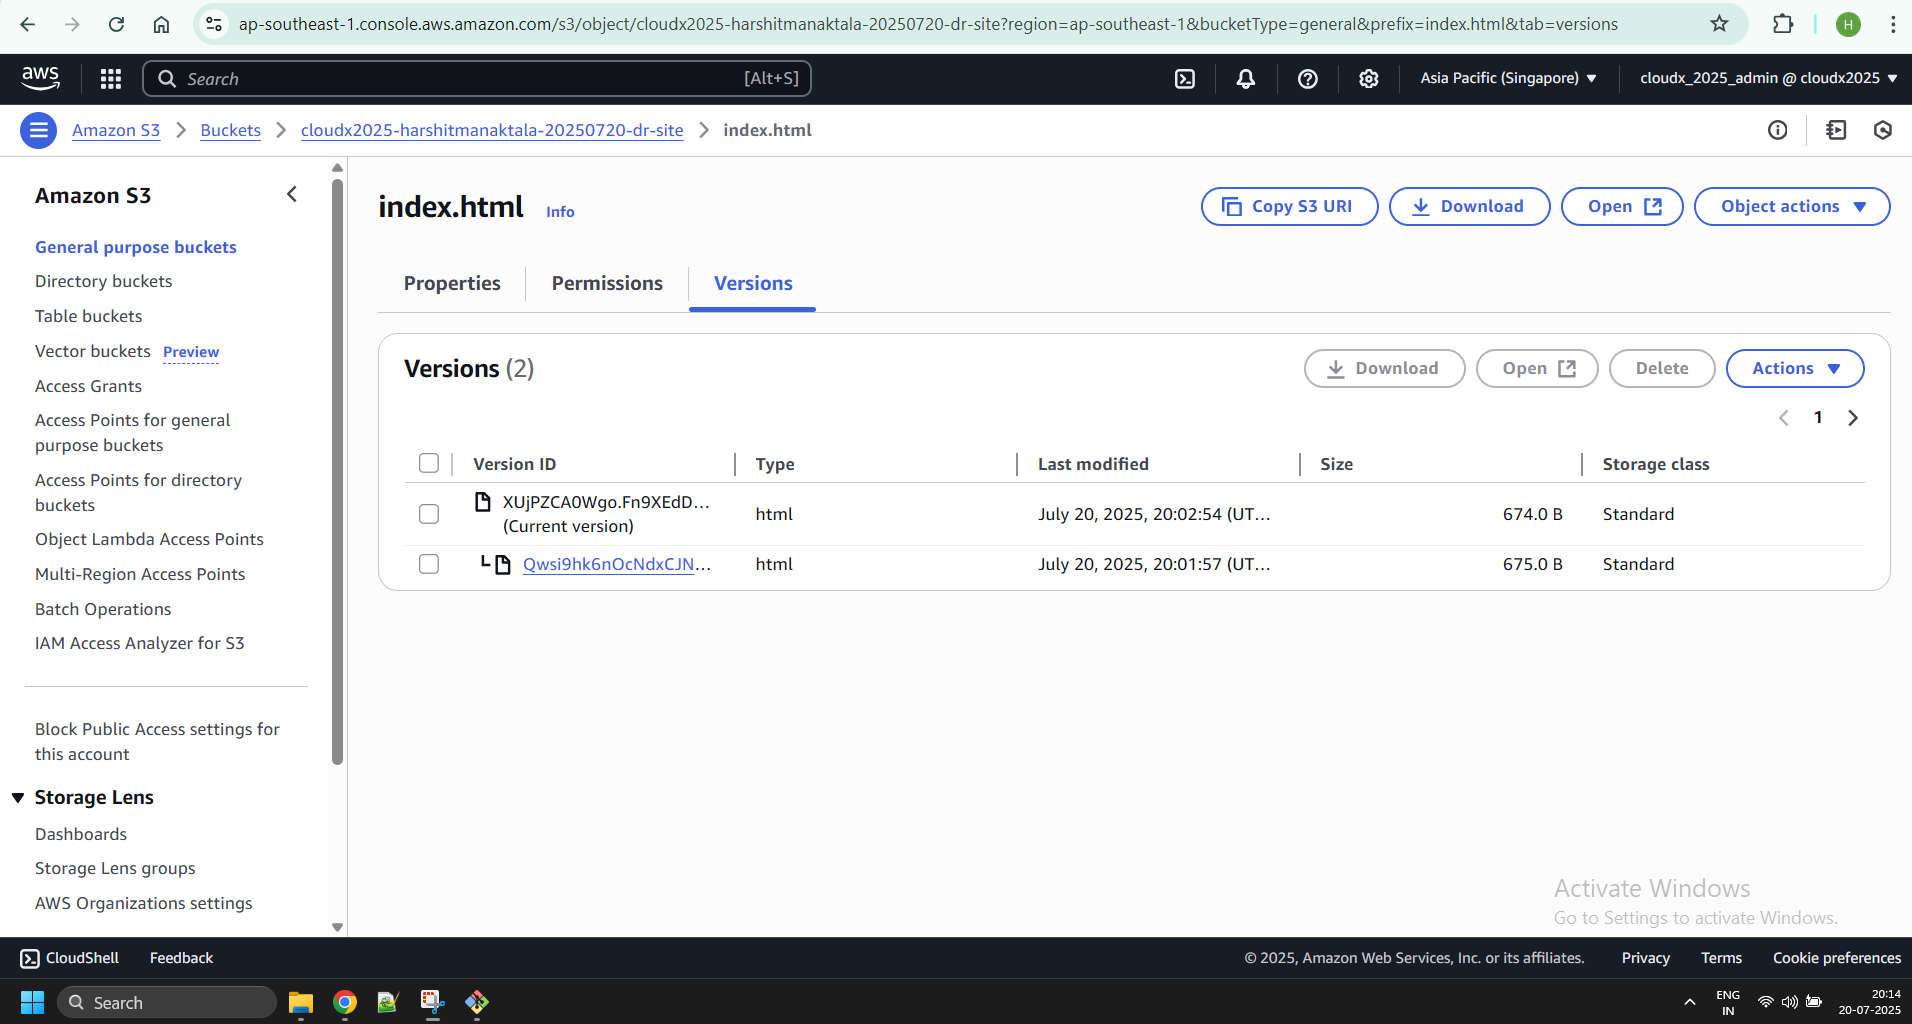 ap-southeast-1.console.aws.amazon.com/s3/object/cloudx2025-harshitmanaktala-20250720-dr-site?region=ap-southeast-1&bucketType=general&prefix=index.html&tab=versions
H
aws
Search
[Alt+S]
Asia Pacific (Singapore)
cloudx_2025_admin @ cloudx2025
Amazon S3
Buckets
cloudx2025-harshitmanaktala-20250720-dr-site
index.html
Amazon S3
General purpose buckets
Directory buckets
Table buckets
Vector buckets Preview
Access Grants
Access Points for general
purpose buckets
Access Points for directory
buckets
Object Lambda Access Points
Multi-Region Access Points
Batch Operations
IAM Access Analyzer for S3
Block Public Access settings for
this account
Storage Lens
Dashboards
Storage Lens groups
AWS Organizations settings
index.html Info
Copy S3 URI
Download
Open
Object actions
Properties
Permissions
Versions
Versions (2)
Download
Open
Delete
Actions
1
Version ID Type Last modified Size Storage class
XUjPZCA0Wgo.Fn9XEdD... html July 20, 2025, 20:02:54 (UT... 674.0 B Standard
(Current version)
Qwsi9hk6nOcNdxCJN... html July 20, 2025, 20:01:57 (UT... 675.0 B Standard
Activate Windows
Go to Settings to activate Windows.
CloudShell
Feedback
© 2025, Amazon Web Services, Inc. or its affiliates.
Privacy
Terms
Cookie preferences
Search
ENG
IN
20:14
20-07-2025